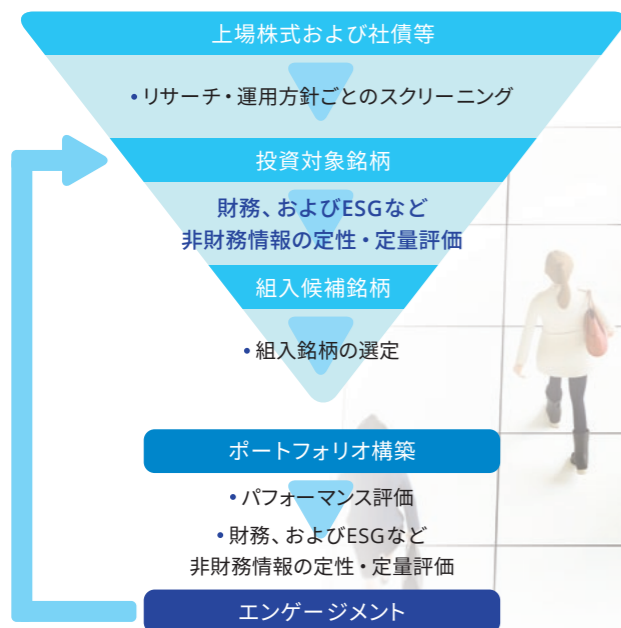 上場株式および社債等
•リサーチ・運用方針ごとのスクリーニング
投資対象銘柄
財務、およびESGなど
非財務情報の定性・定量評価
組入候補銘柄
•組入銘柄の選定
ポートフォリオ構築
•パフォーマンス評価
•財務、およびESGなど
非財務情報の定性・定量評価
エンゲージメント